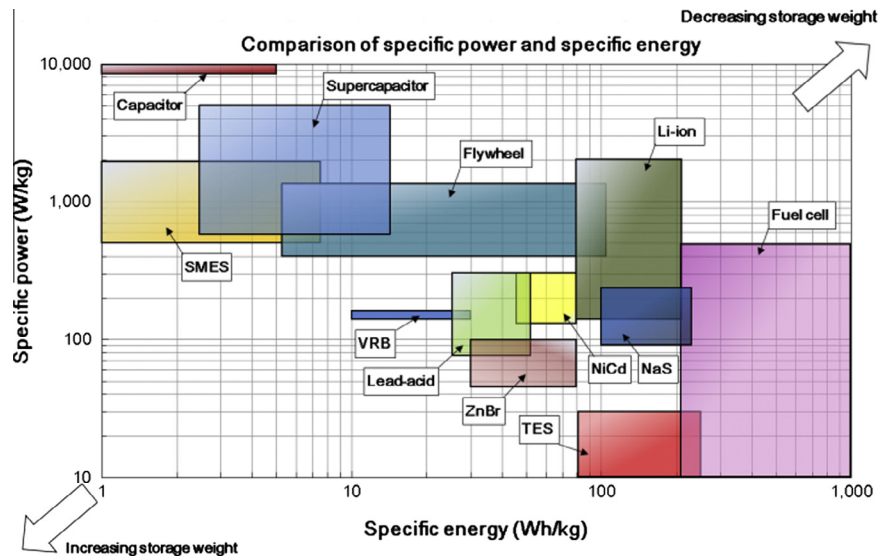 Decreasing storage weight
Comparison of specific power and specific energy
10,000
Capacitor
Supercapacitor
Li-ion
Flywheel
1,000
Fuel cell
SMES
Specific power (W/kg)
VRB
100
Lead-acid
NiCd
NaS
ZnBr
TES
10
1
10
100
1,000
Specific energy (Wh/kg)
Increasing storage weight